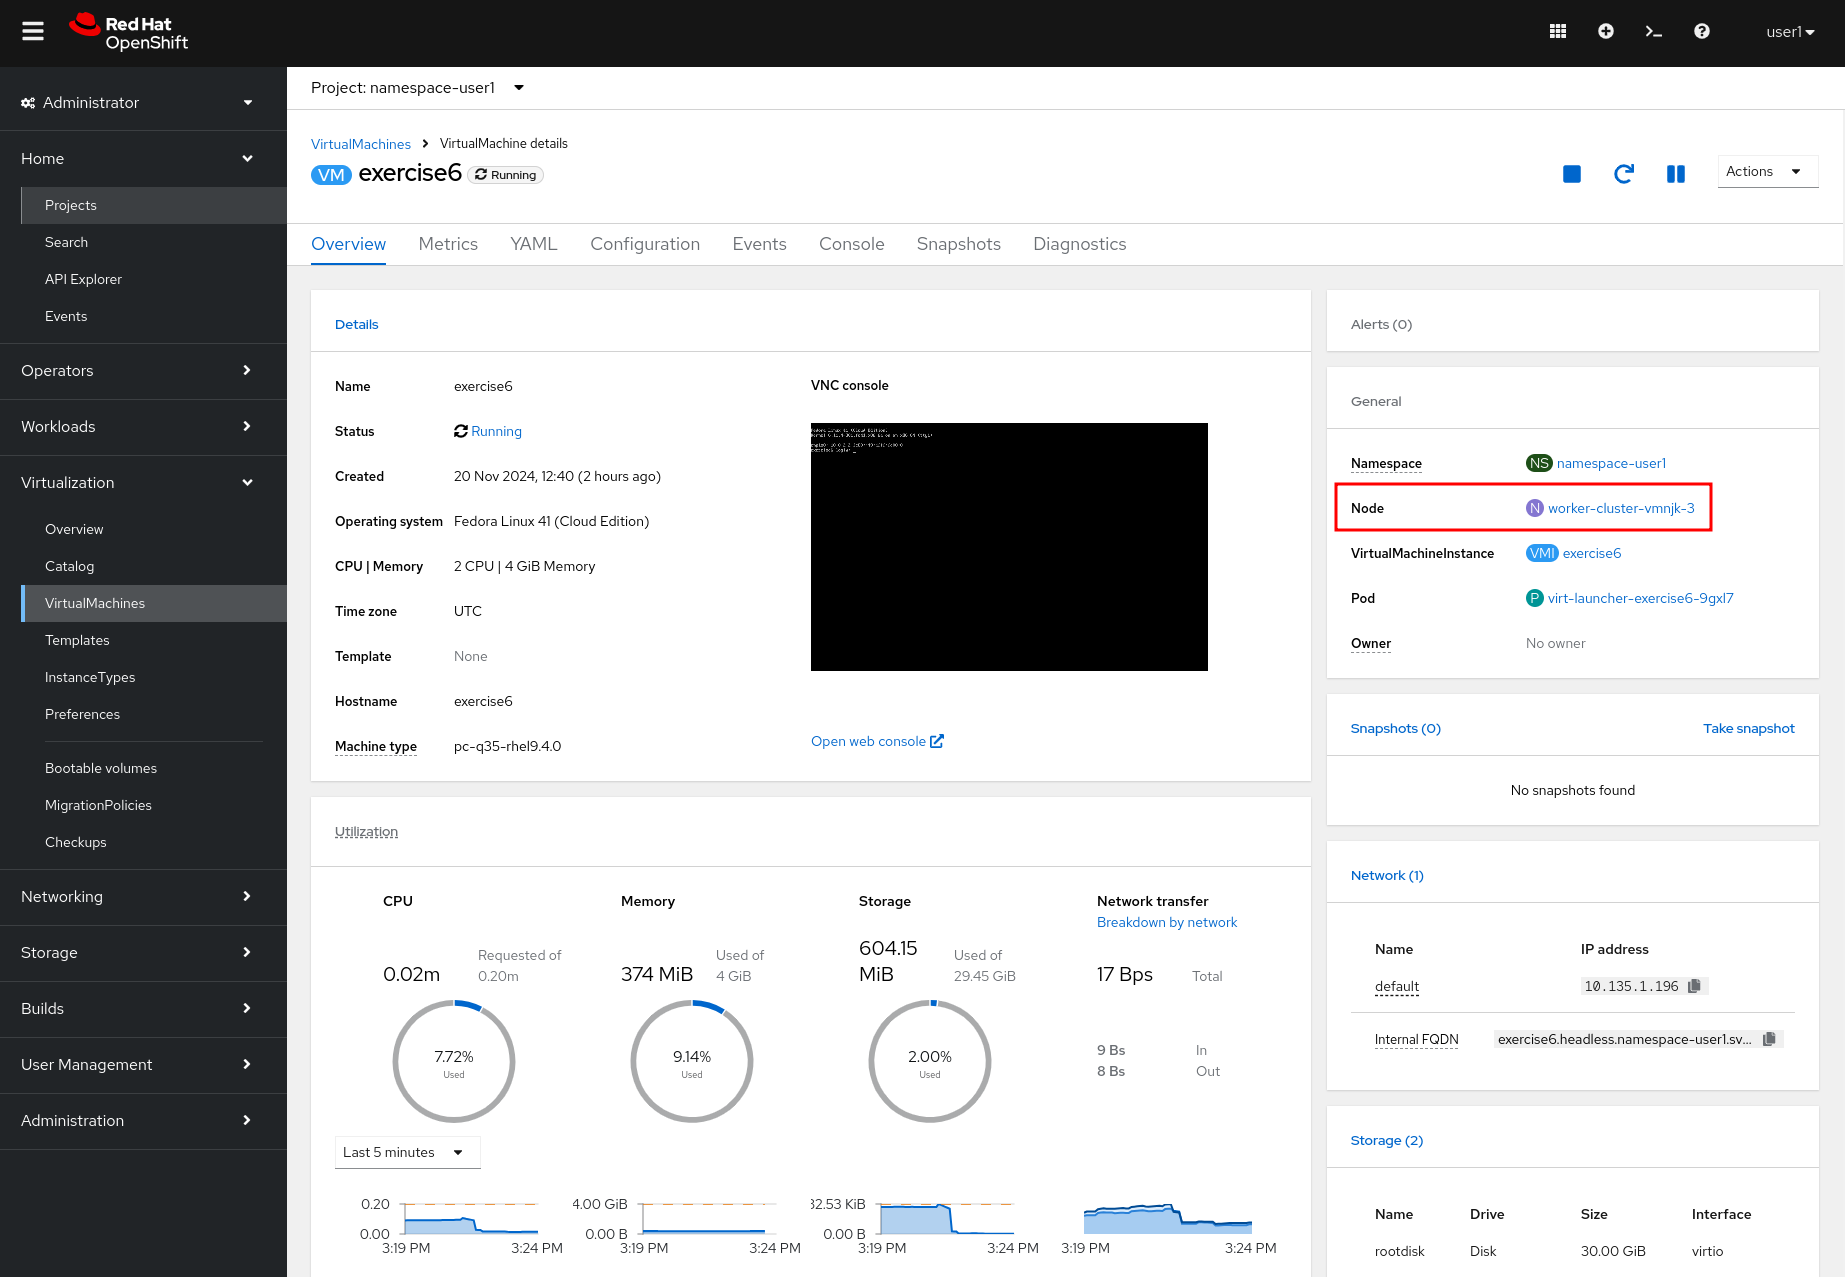 Red Hat
OpenShift
user1
Administrator
Home
Projects
Search
API Explorer
Events
Operators
Workloads
Virtualization
Overview
Catalog
VirtualMachines
Templates
InstanceTypes
Preferences
Bootable volumes
MigrationPolicies
Checkups
Networking
Storage
Builds
User Management
Administration
Project: namespace-user1
VirtualMachines VirtualMachine details
VM exercise6 Running
Actions
Overview Metrics YAML Configuration Events Console Snapshots Diagnostics
Details
Name exercise6
Status Running
Created 20 Nov 2024, 12:40 (2 hours ago)
Operating system Fedora Linux 41 (Cloud Edition)
CPU | Memory 2 CPU | 4 GiB Memory
Time zone UTC
Template None
Hostname exercise6
Machine type pc-q35-rhel9.4.0
VNC console
Open web console
Utilization
CPU Memory Storage Network transfer
Breakdown by network
0.02m Requested of 0.20m
374 MiB Used of 4 GiB
604.15 MiB Used of 29.45 GiB
17 Bps Total
7.72% Used
9.14% Used
2.00% Used
9 Bs In
8 Bs Out
Last 5 minutes
0.20
0.00
3:19 PM 3:24 PM
4.00 GiB
0.00 B
3:19 PM 3:24 PM
32.53 KiB
0.00 B
3:19 PM 3:24 PM
3:19 PM 3:24 PM
Alerts (0)
General
Namespace NS namespace-user1
Node N worker-cluster-vmnjk-3
VirtualMachineInstance VMI exercise6
Pod P virt-launcher-exercise6-9gxl7
Owner No owner
Snapshots (0) Take snapshot
No snapshots found
Network (1)
Name IP address
default 10.135.1.196
Internal FQDN exercise6.headless.namespace-user1.sv...
Storage (2)
Name Drive Size Interface
rootdisk Disk 30.00 GiB virtio